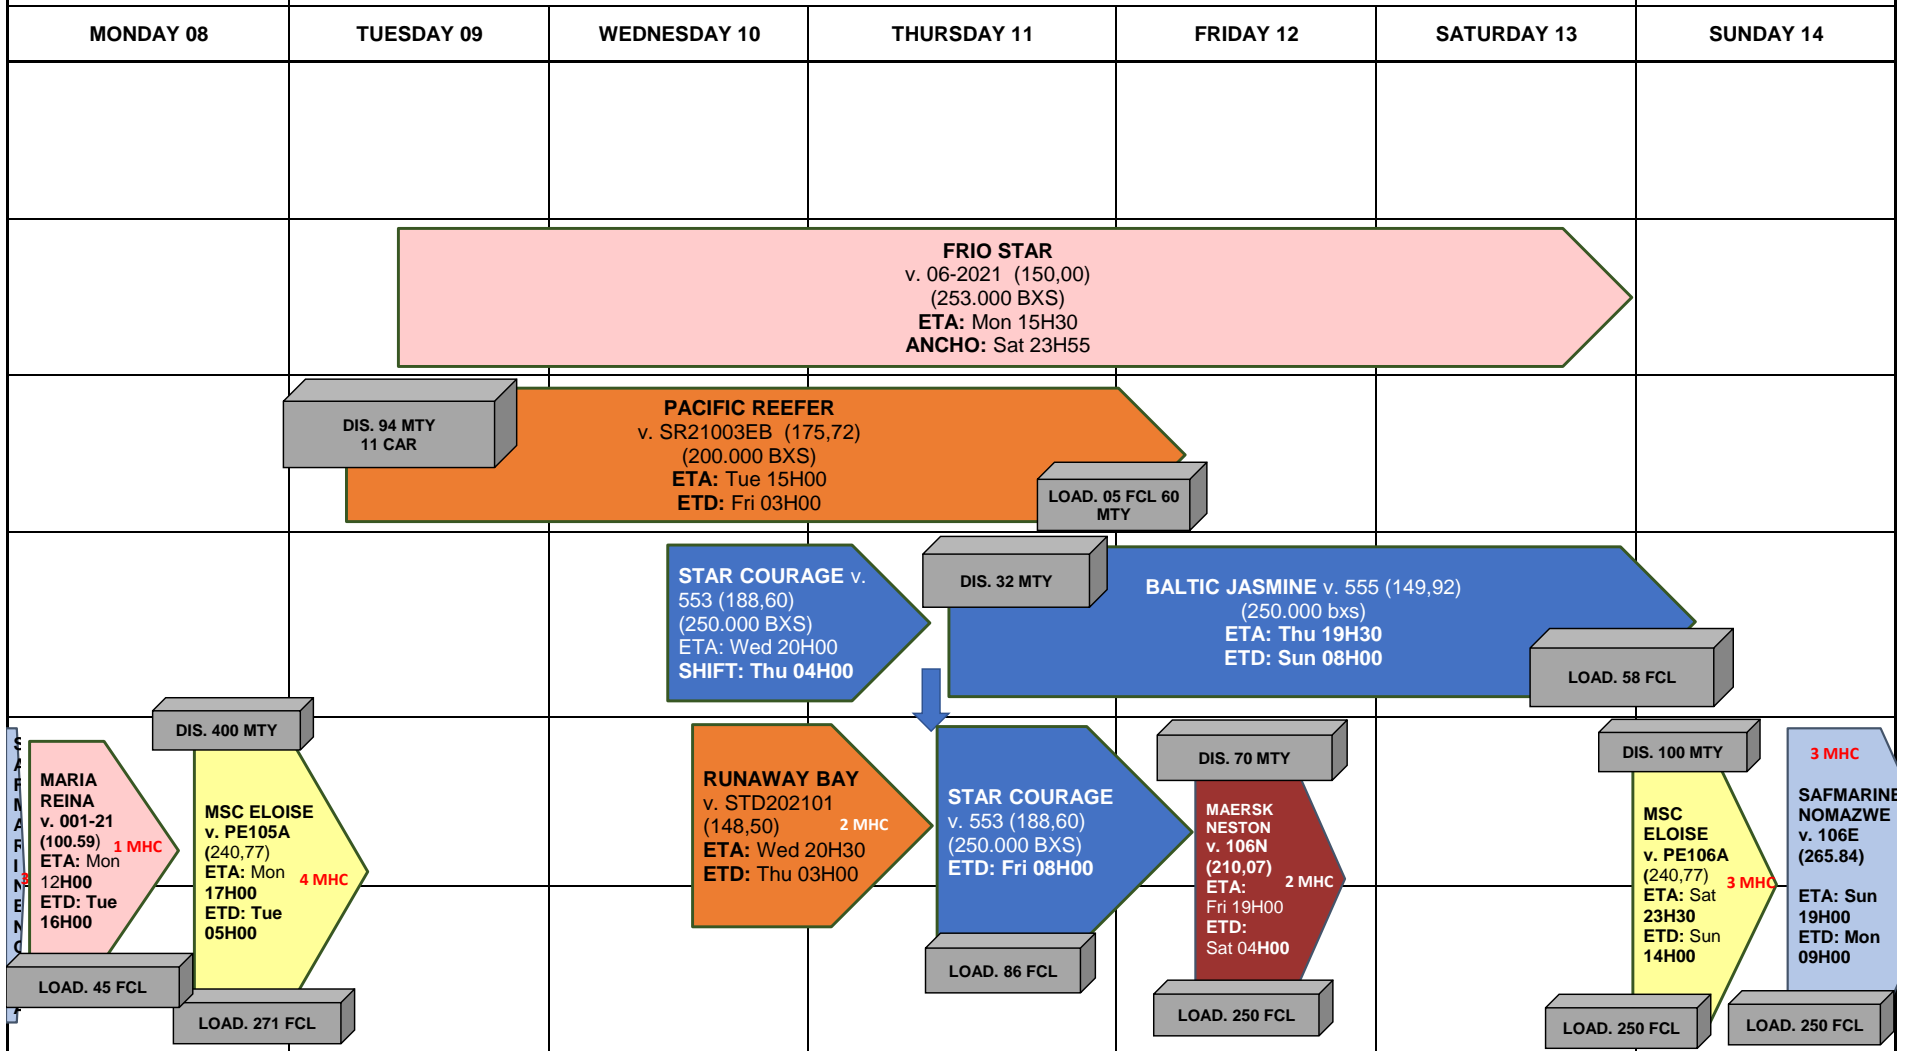 MONDAY 08
TUESDAY 09
WEDNESDAY 10
THURSDAY 11
FRIDAY 12
SATURDAY 13
SUNDAY 14
FRIO STAR
v. 06-2021 (150,00)
(253.000 BXS)
ETA: Mon 15H30
ANCHO: Sat 23H55
DIS. 94 MTY
11 CAR
PACIFIC REEFER
v. SR21003EB (175,72)
(200.000 BXS)
ETA: Tue 15H00
ETD: Fri 03H00
LOAD. 05 FCL 60
MTY
STAR COURAGE v.
553 (188,60)
(250.000 BXS)
ETA: Wed 20H00
SHIFT: Thu 04H00
DIS. 32 MTY
BALTIC JASMINE v. 555 (149,92)
(250.000 bxs)
ETA: Thu 19H30
ETD: Sun 08H00
LOAD. 58 FCL
MARIA
REINA
v. 001-21
(100.59)
ETA: Mon
12H00
ETD: Tue
16H00
1 MHC
LOAD. 45 FCL
DIS. 400 MTY
MSC ELOISE
v. PE105A
(240,77)
ETA: Mon
17H00
ETD: Tue
05H00
4 MHC
LOAD. 271 FCL
RUNAWAY BAY
v. STD202101
(148,50)
ETA: Wed 20H30
ETD: Thu 03H00
2 MHC
STAR COURAGE
v. 553 (188,60)
(250.000 BXS)
ETD: Fri 08H00
LOAD. 86 FCL
DIS. 70 MTY
MAERSK
NESTON
v. 106N
(210,07)
ETA:
Fri 19H00
ETD:
Sat 04H00
2 MHC
LOAD. 250 FCL
DIS. 100 MTY
MSC
ELOISE
v. PE106A
(240,77)
ETA: Sat
23H30
ETD: Sun
14H00
3 MHC
LOAD. 250 FCL
3 MHC
SAFMARINE
NOMAZWE
v. 106E
(265.84)
ETA: Sun
19H00
ETD: Mon
09H00
LOAD. 250 FCL